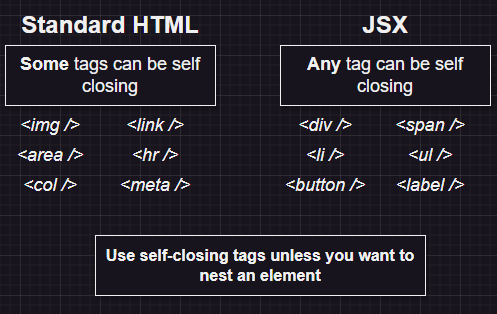 Standard HTML
Some tags can be self
closing
<img /> <link />
<area /> <hr />
<col /> <meta />
JSX
Any tag can be self
closing
<div /> <span />
<li /> <ul />
<button /> <label />
Use self-closing tags unless you want to
nest an element